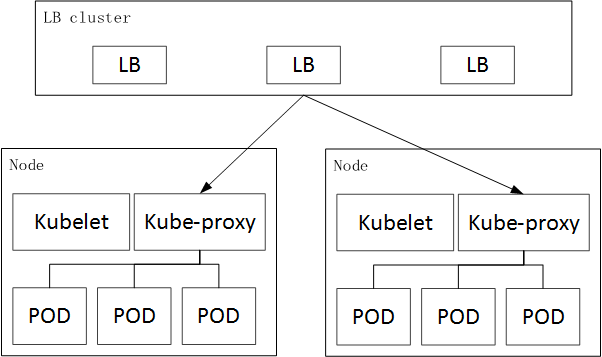 LB cluster
LB LB LB
Node Node
Kubelet Kube-proxy Kubelet Kube-proxy
POD POD POD POD POD POD